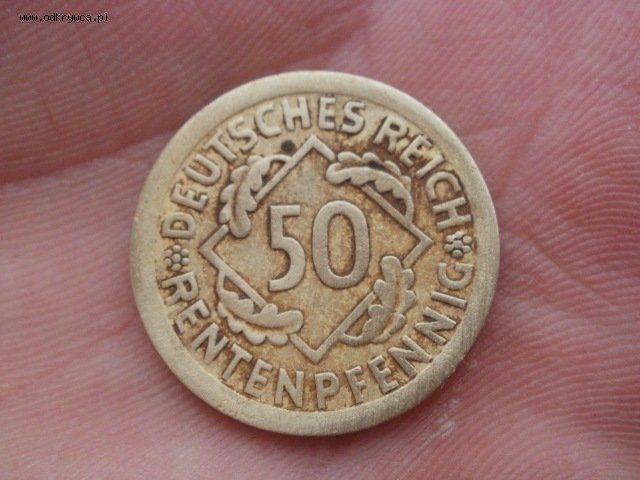 www.odkrywca.pl
DEUTSCHES REICH
50
RENTENPFENNIG